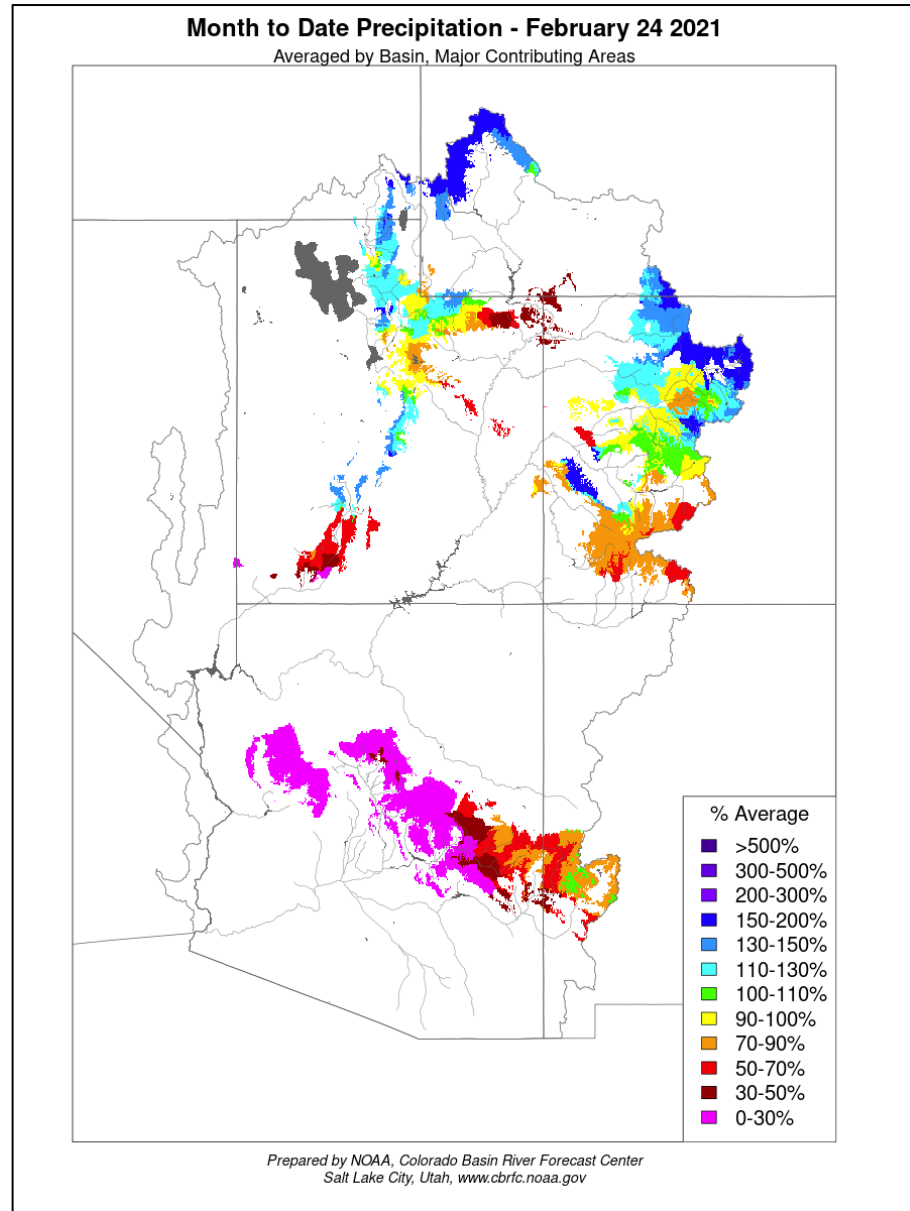 Month to Date Precipitation - February 24 2021
Averaged by Basin, Major Contributing Areas
% Average
>500%
300-500%
200-300%
150-200%
130-150%
110-130%
100-110%
90-100%
70-90%
50-70%
30-50%
0-30%
Prepared by NOAA, Colorado Basin River Forecast Center
Salt Lake City, Utah, www.cbrfc.noaa.gov